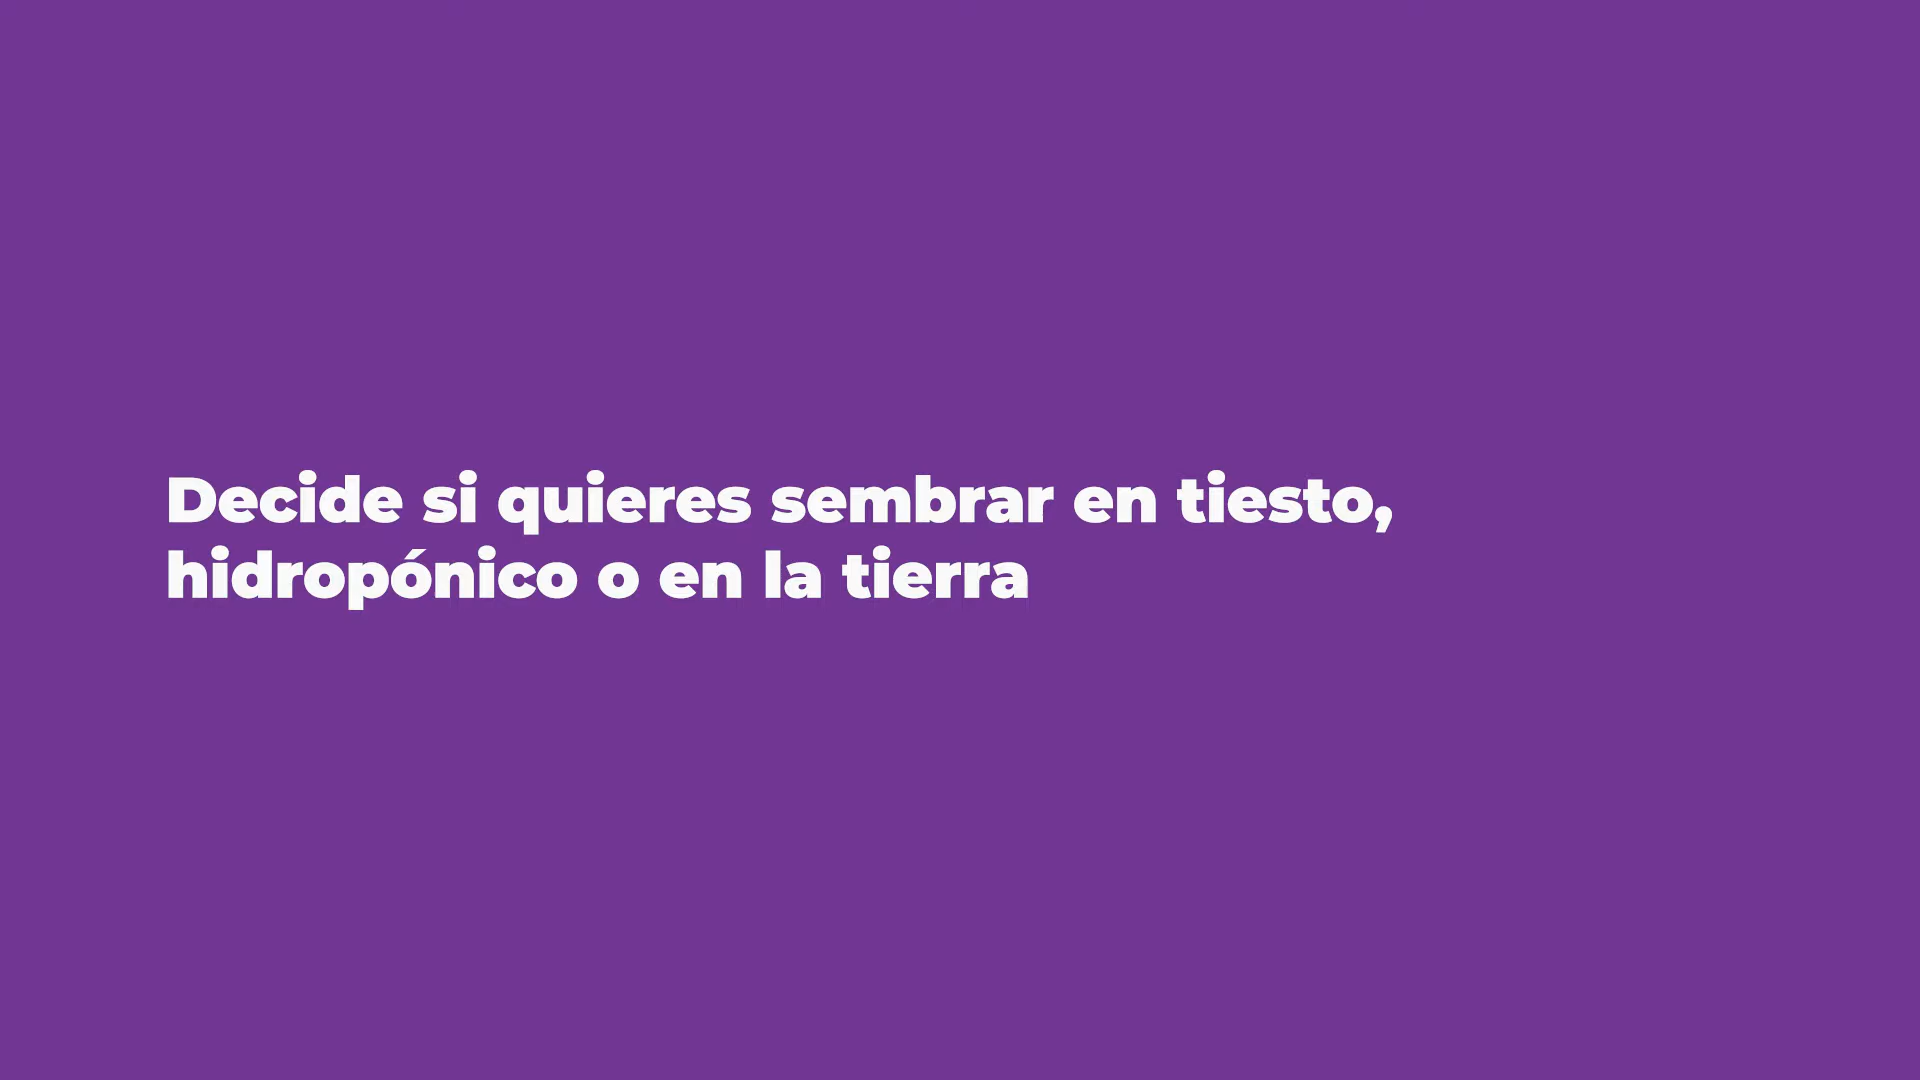 Decide si quieres sembrar en tiesto,
hidropónico o en la tierra